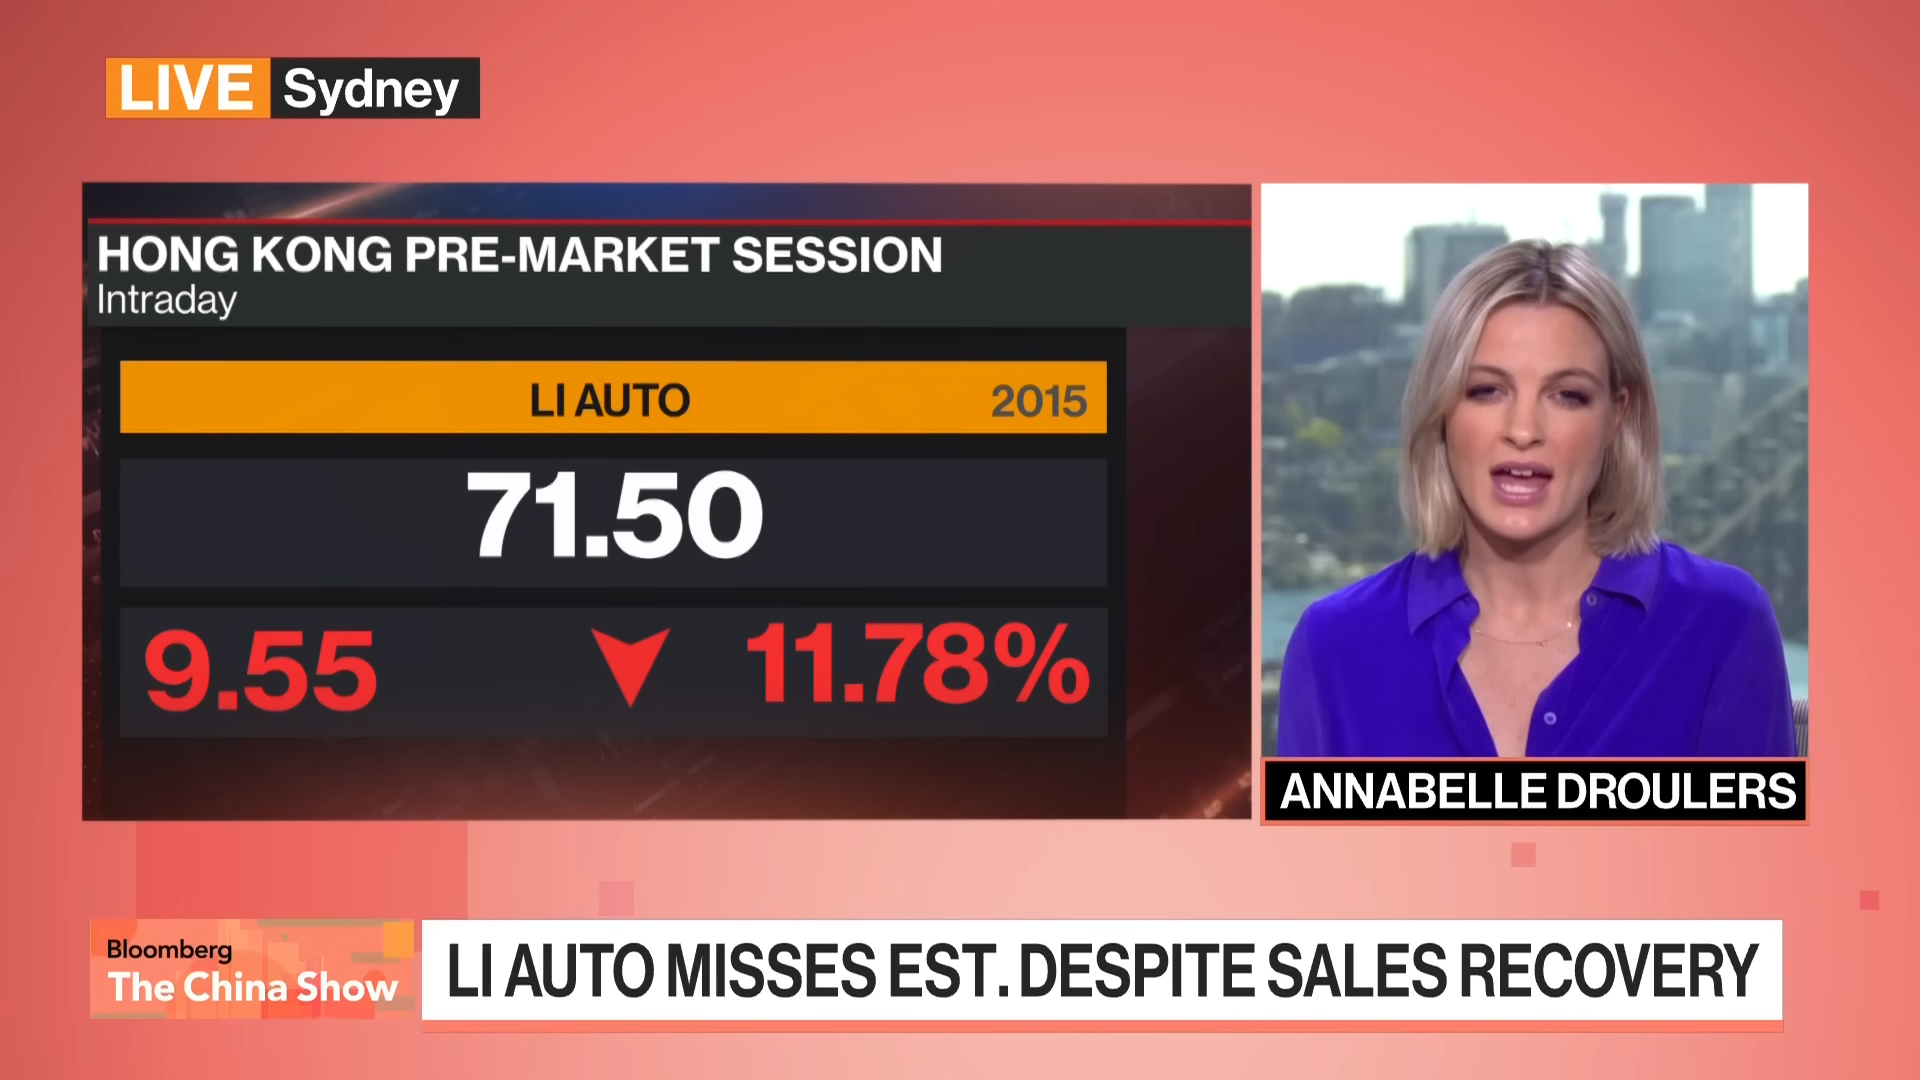 LIVE Sydney
HONG KONG PRE-MARKET SESSION
Intraday
LI AUTO 2015
71.50
9.55 11.78%
ANNABELLE DROULERS
Bloomberg
The China Show
LI AUTO MISSES EST. DESPITE SALES RECOVERY